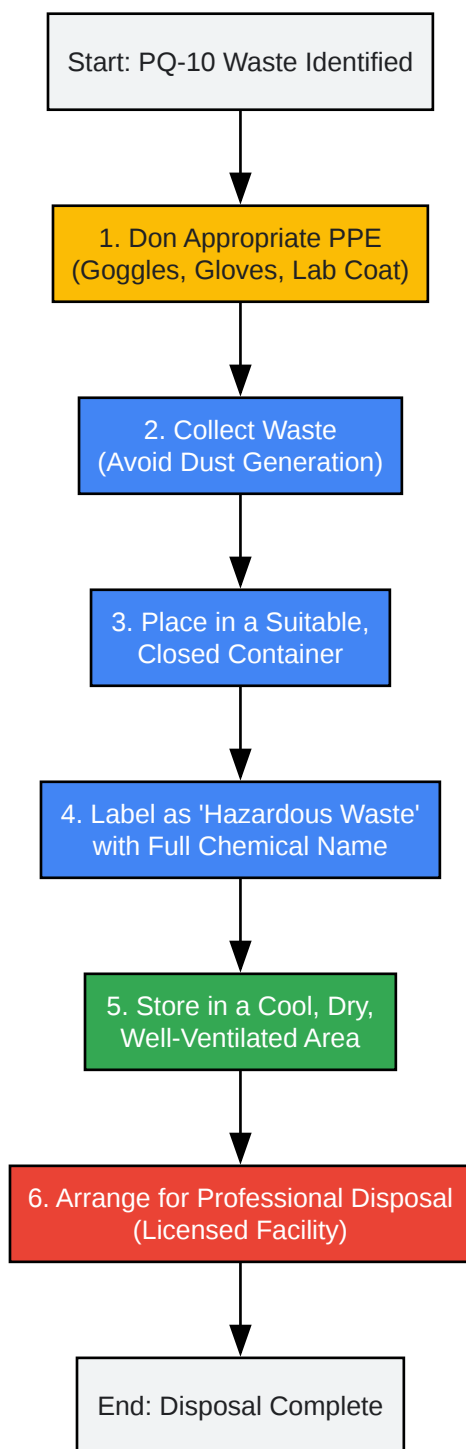 Start: PQ-10 Waste Identified
1. Don Appropriate PPE
(Goggles, Gloves, Lab Coat)
2. Collect Waste
(Avoid Dust Generation)
3. Place in a Suitable,
Closed Container
4. Label as 'Hazardous Waste'
with Full Chemical Name
5. Store in a Cool, Dry,
Well-Ventilated Area
6. Arrange for Professional Disposal
(Licensed Facility)
End: Disposal Complete